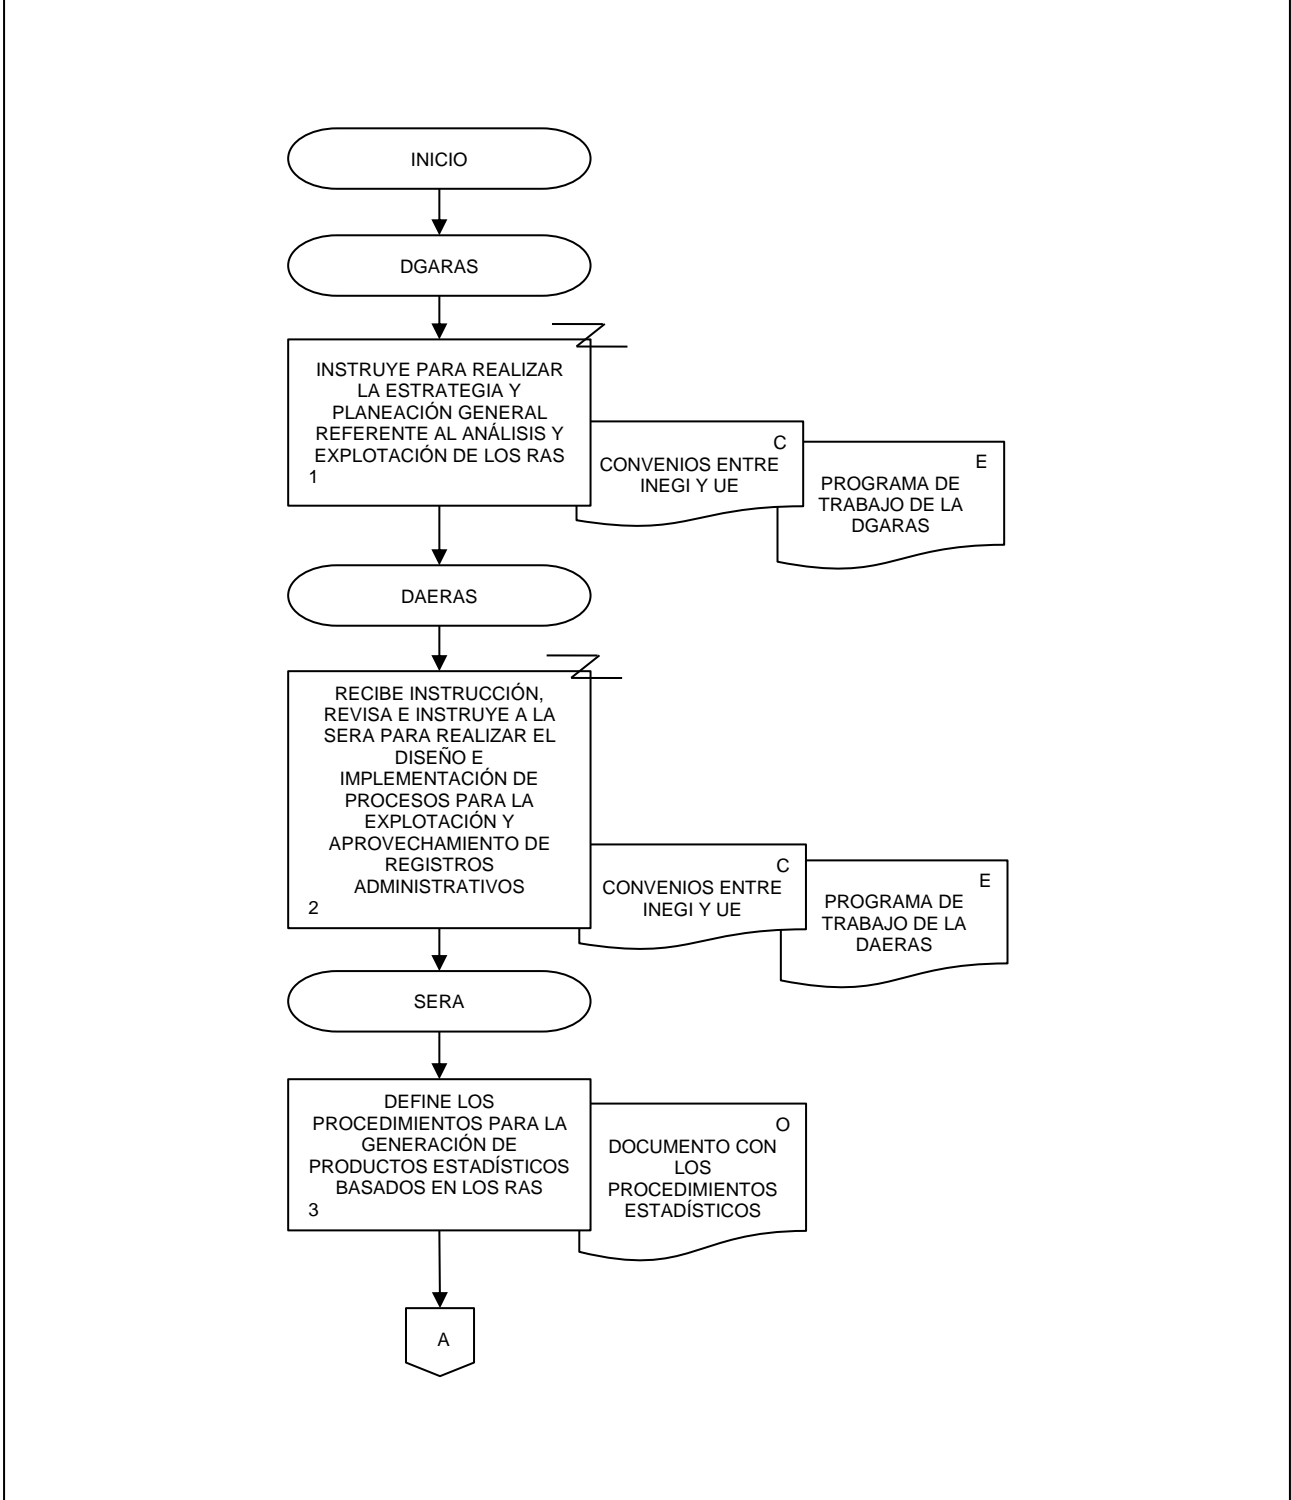 INICIO
DGARAS
INSTRUYE PARA REALIZAR
LA ESTRATEGIA Y
PLANEACIÓN GENERAL
REFERENTE AL ANÁLISIS Y
EXPLOTACIÓN DE LOS RAS
1
C
CONVENIOS ENTRE
INEGI Y UE
E
PROGRAMA DE
TRABAJO DE LA
DGARAS
DAERAS
RECIBE INSTRUCCIÓN,
REVISA E INSTRUYE A LA
SERA PARA REALIZAR EL
DISEÑO E
IMPLEMENTACIÓN DE
PROCESOS PARA LA
EXPLOTACIÓN Y
APROVECHAMIENTO DE
REGISTROS
ADMINISTRATIVOS
2
C
CONVENIOS ENTRE
INEGI Y UE
E
PROGRAMA DE
TRABAJO DE LA
DAERAS
SERA
DEFINE LOS
PROCEDIMIENTOS PARA LA
GENERACIÓN DE
PRODUCTOS ESTADÍSTICOS
BASADOS EN LOS RAS
3
O
DOCUMENTO CON
LOS
PROCEDIMIENTOS
ESTADÍSTICOS
A